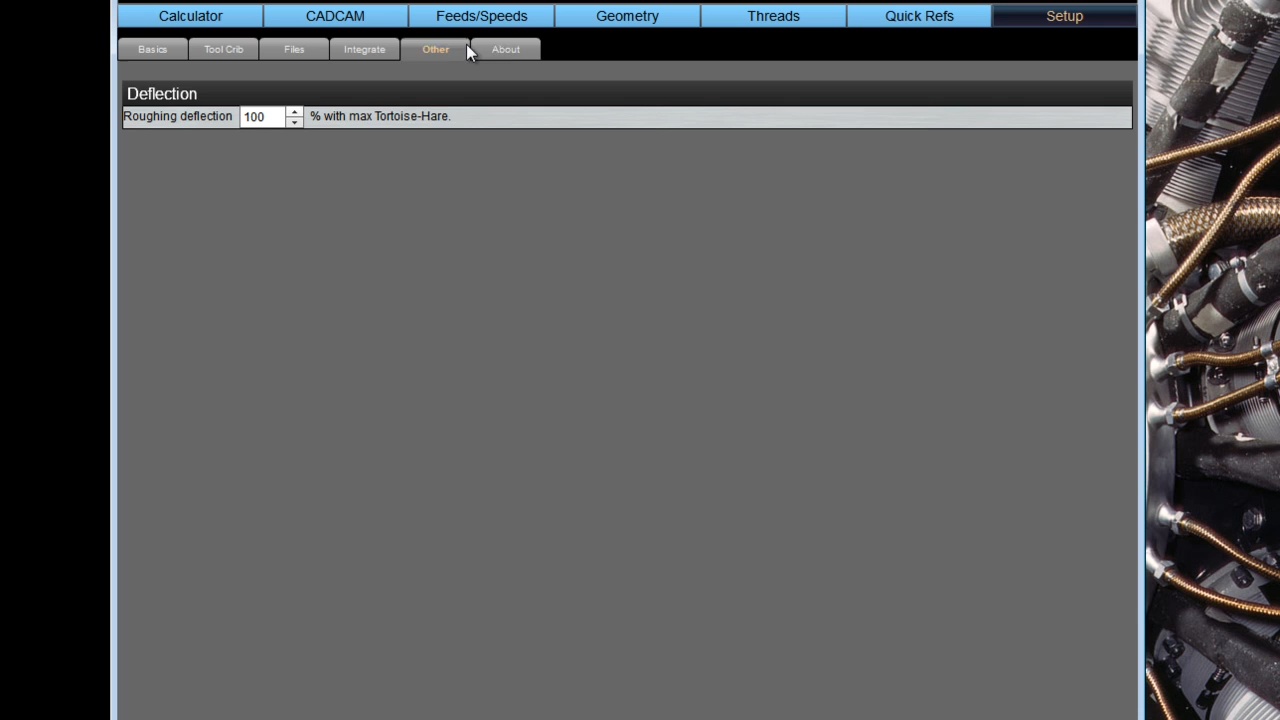 Calculator CADCAM Feeds/Speeds Geometry Threads Quick Refs Setup
Basics Tool Crib Files Integrate Other About
Deflection
Roughing deflection 100 % with max Tortoise-Hare.